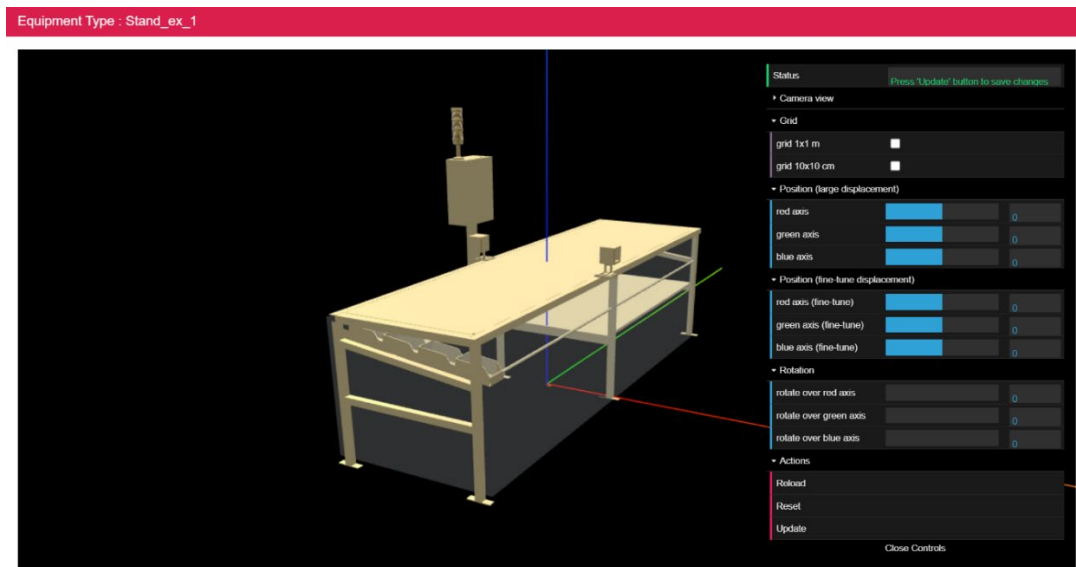 Equipment Type : Stand_ex_1
Status Press 'Update' button to save changes
Camera view
Grid
grid 1x1 m
grid 10x10 cm
Position (large displacement)
red axis 0
green axis 0
blue axis 0
Position (fine-tune displacement)
red axis (fine-tune) 0
green axis (fine-tune) 0
blue axis (fine-tune) 0
Rotation
rotate over red axis 0
rotate over green axis 0
rotate over blue axis 0
Actions
Reload
Reset
Update
Close Controls